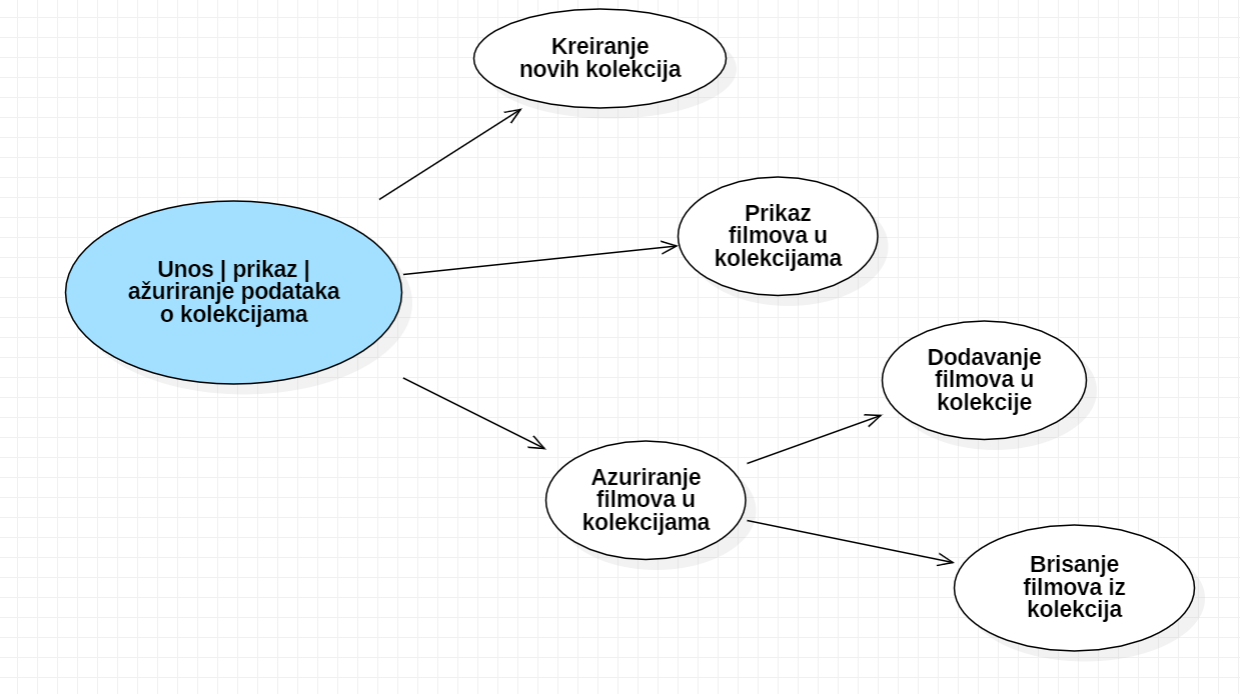 Kreiranje
novih kolekcija
Prikaz
filmova u
kolekcijama
Unos | prikaz |
ažuriranje podataka
o kolekcijama
Dodavanje
filmova u
kolekcije
Azuriranje
filmova u
kolekcijama
Brisanje
filmova iz
kolekcija